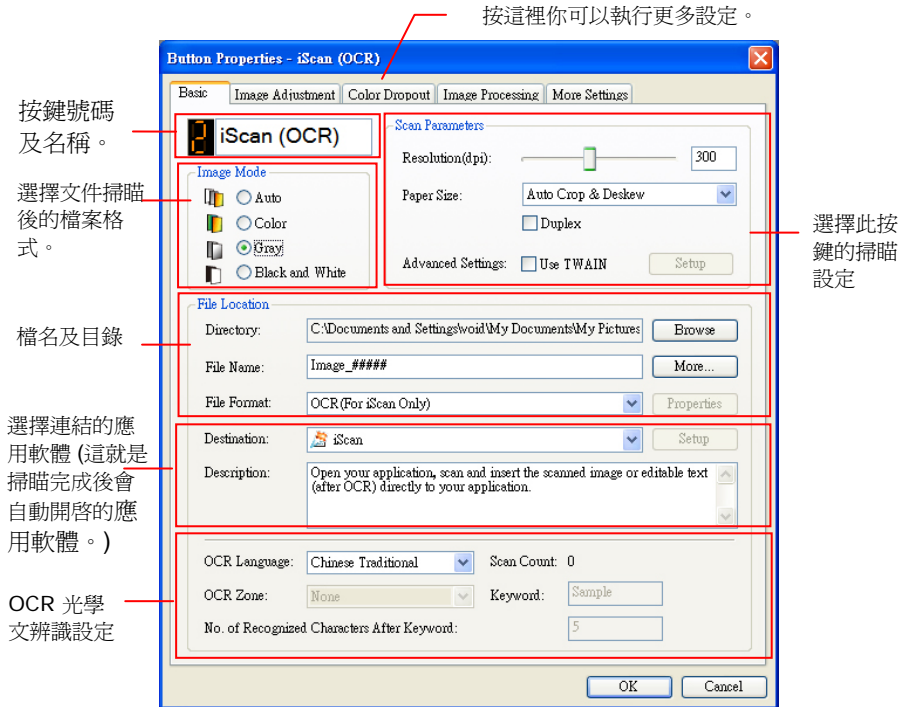 按這裡你可以執行更多設定。
Button Properties - iScan (OCR)
Basic Image Adjustment Color Dropout Image Processing More Settings
按鍵號碼
及名稱。
2 iScan (OCR)
Scan Parameters
Resolution(dpi): 300
Paper Size: Auto Crop & Deskew
Duplex
Advanced Settings: Use TWAIN Setup
選擇此按
鍵的掃瞄
設定
選擇文件掃瞄
後的檔案格
式。
Image Mode
Auto
Color
Gray
Black and White
檔名及目錄
File Location
Directory: C:\Documents and Settings\void\My Documents\My Pictures Browse
File Name: Image_##### More...
File Format: OCR(For iScan Only) Properties
選擇連結的應
用軟體 (這就是
掃瞄完成後會
自動開啓的應
用軟體。)
Destination: iScan Setup
Description: Open your application, scan and insert the scanned image or editable text
(after OCR) directly to your application.
OCR 光學
文辨識設定
OCR Language: Chinese Traditional Scan Count: 0
OCR Zone: None Keyword: Sample
No. of Recognized Characters After Keyword: 5
OK Cancel